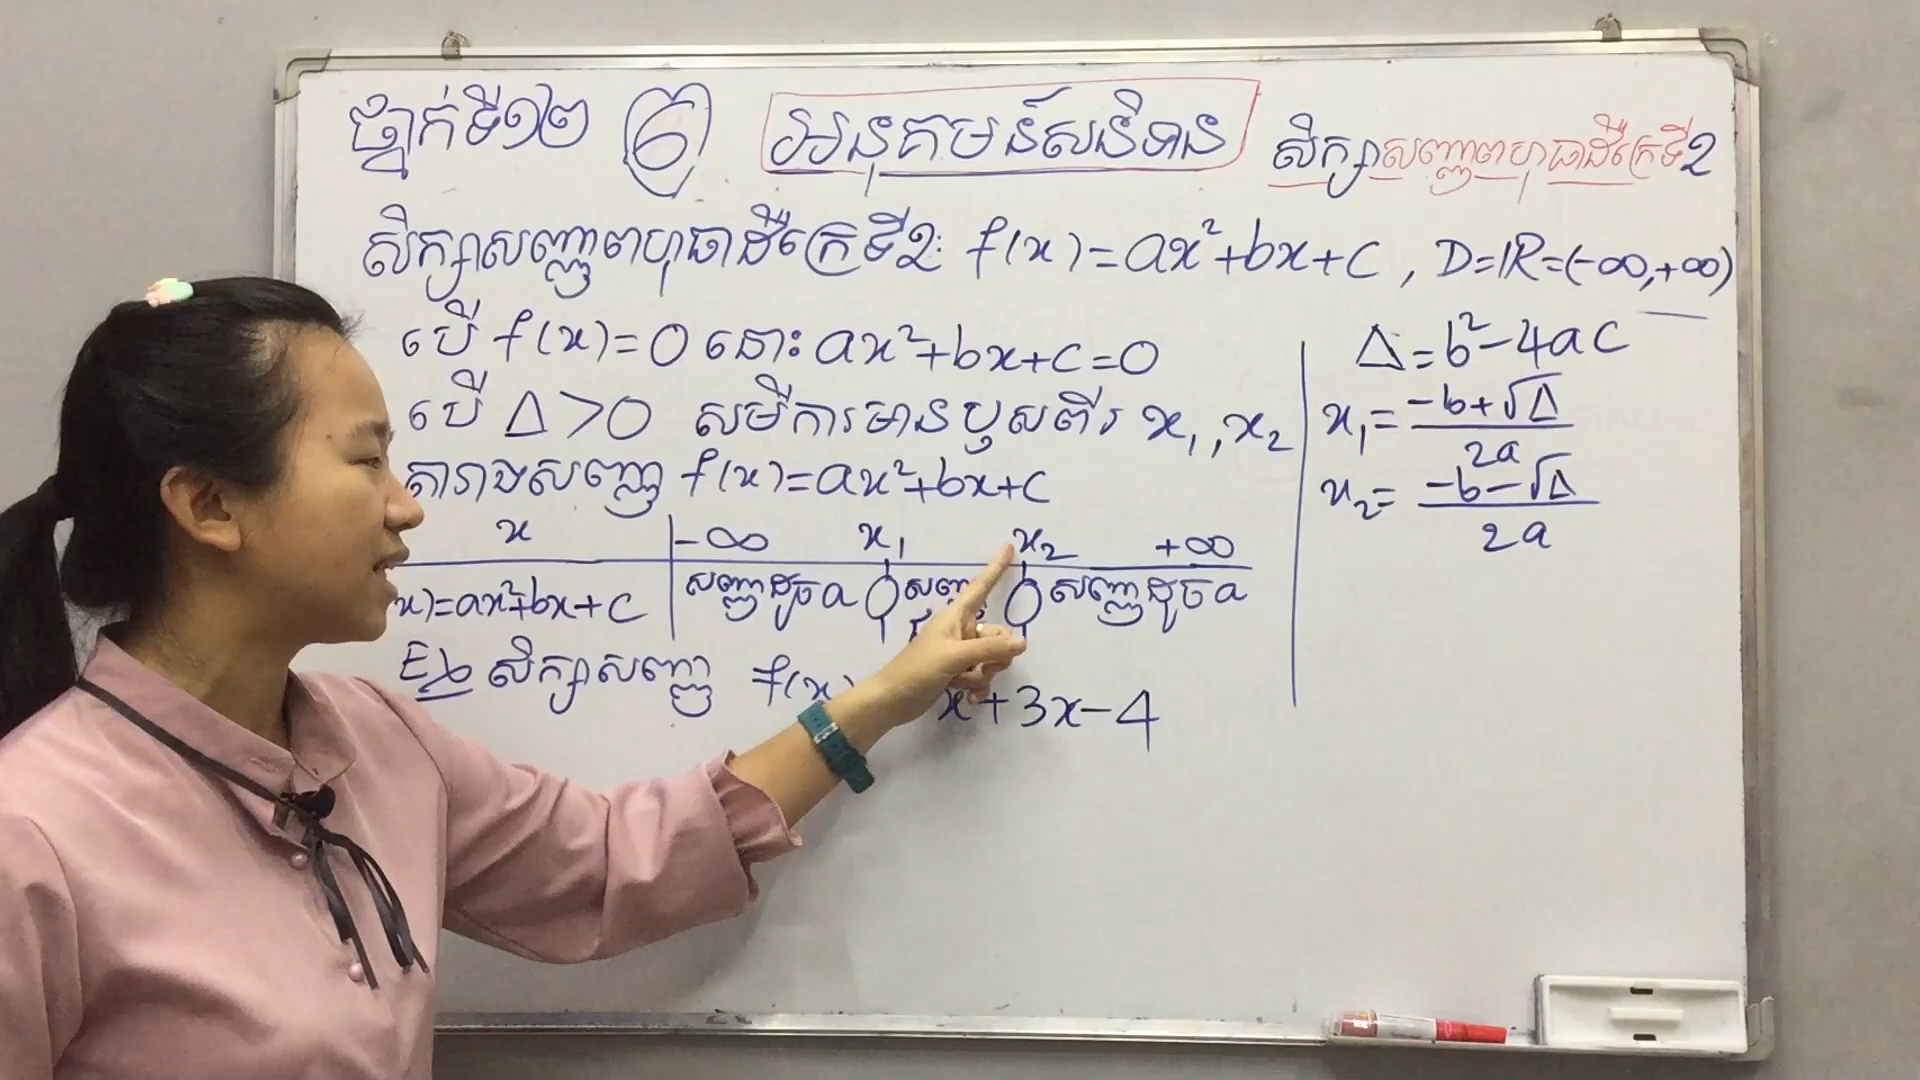 ថ្នាក់ទី១២ 6 អនុគមន៍សនិទាន សិក្សាសញ្ញាពហុធាដឺក្រេទី2
សិក្សាសញ្ញាពហុធាដឺក្រេទី2: f(x)=ax²+bx+c, D=IR=(-∞,+∞)
បើ f(x)=0 នោះ ax²+bx+c=0
Δ=b²-4ac
បើ Δ>0 សមីការមានឫសពីរ x₁,x₂
x₁= -b+√Δ / 2a
តារាងសញ្ញា f(x)=ax²+bx+c
x₂= -b-√Δ / 2a
x -∞ x₁ x₂ +∞
x)=ax²+bx+c សញ្ញាដូច a 0 សញ្ញា 0 សញ្ញាដូច a
Ex សិក្សាសញ្ញា f(x) x+3x-4